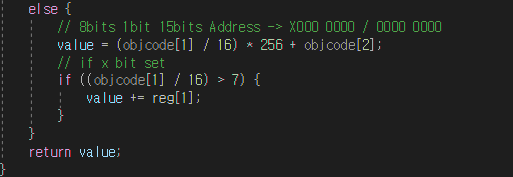 else {
// 8bits 1bit 15bits Address -> X000 0000 / 0000 0000
value = (objcode[1] / 16) * 256 + objcode[2];
// if x bit set
if ((objcode[1] / 16) > 7) {
value += reg[1];
}
}
return value;
}